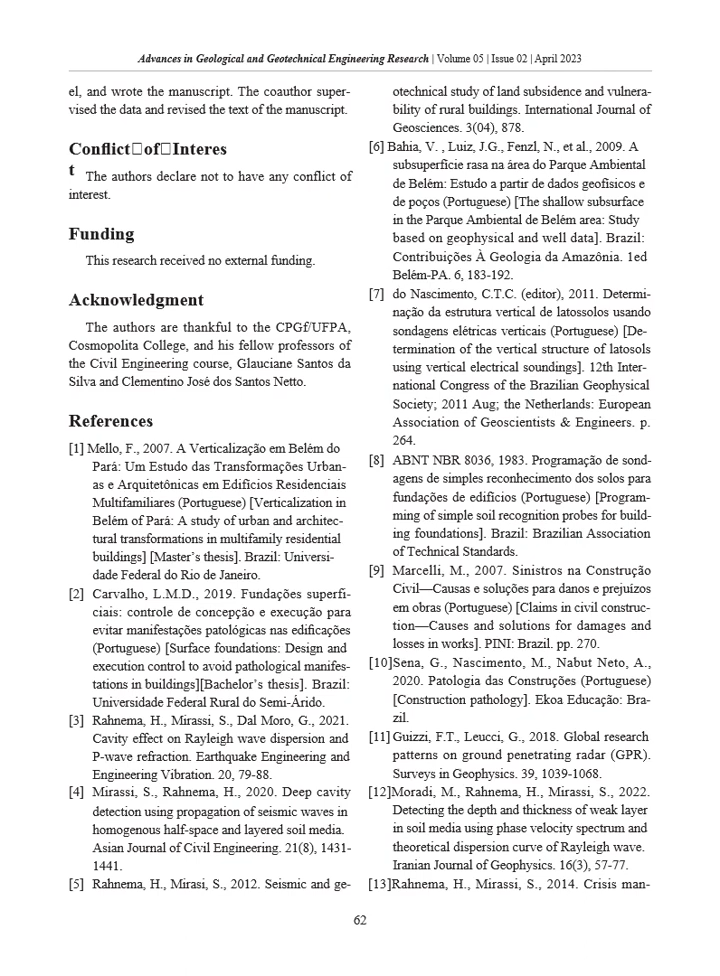 Advances in Geological and Geotechnical Engineering Research | Volume 05 | Issue 02 | April 2023
el, and wrote the manuscript. The coauthor super-
vised the data and revised the text of the manuscript.
Conflict□of□Interes
t The authors declare not to have any conflict of
interest.
Funding
This research received no external funding.
Acknowledgment
The authors are thankful to the CPGf/UFPA,
Cosmopolita College, and his fellow professors of
the Civil Engineering course, Glauciane Santos da
Silva and Clementino José dos Santos Netto.
References
[1] Mello, F., 2007. A Verticalização em Belém do
Pará: Um Estudo das Transformações Urban-
as e Arquitetônicas em Edifícios Residenciais
Multifamiliares (Portuguese) [Verticalization in
Belém of Pará: A study of urban and architec-
tural transformations in multifamily residential
buildings] [Master's thesis]. Brazil: Universi-
dade Federal do Rio de Janeiro.
[2] Carvalho, L.M.D., 2019. Fundações superfi-
ciais: controle de concepção e execução para
evitar manifestações patológicas nas edificações
(Portuguese) [Surface foundations: Design and
execution control to avoid pathological manifes-
tations in buildings][Bachelor's thesis]. Brazil:
Universidade Federal Rural do Semi-Árido.
[3] Rahnema, H., Mirassi, S., Dal Moro, G., 2021.
Cavity effect on Rayleigh wave dispersion and
P-wave refraction. Earthquake Engineering and
Engineering Vibration. 20, 79-88.
[4] Mirassi, S., Rahnema, H., 2020. Deep cavity
detection using propagation of seismic waves in
homogenous half-space and layered soil media.
Asian Journal of Civil Engineering. 21(8), 1431-
1441.
[5] Rahnema, H., Mirasi, S., 2012. Seismic and ge-
otechnical study of land subsidence and vulnera-
bility of rural buildings. International Journal of
Geosciences. 3(04), 878.
[6] Bahia, V. , Luiz, J.G., Fenzl, N., et al., 2009. A
subsuperfície rasa na área do Parque Ambiental
de Belém: Estudo a partir de dados geofísicos e
de poços (Portuguese) [The shallow subsurface
in the Parque Ambiental de Belém area: Study
based on geophysical and well data]. Brazil:
Contribuições À Geologia da Amazônia. 1ed
Belém-PA. 6, 183-192.
[7] do Nascimento, C.T.C. (editor), 2011. Determi-
nação da estrutura vertical de latossolos usando
sondagens elétricas verticais (Portuguese) [De-
termination of the vertical structure of latosols
using vertical electrical soundings]. 12th Inter-
national Congress of the Brazilian Geophysical
Society; 2011 Aug; the Netherlands: European
Association of Geoscientists & Engineers. p.
264.
[8] ABNT NBR 8036, 1983. Programação de sond-
agens de simples reconhecimento dos solos para
fundações de edifícios (Portuguese) [Program-
ming of simple soil recognition probes for build-
ing foundations]. Brazil: Brazilian Association
of Technical Standards.
[9] Marcelli, M., 2007. Sinistros na Construção
Civil—Causas e soluções para danos e prejuízos
em obras (Portuguese) [Claims in civil construc-
tion—Causes and solutions for damages and
losses in works]. PINI: Brazil. pp. 270.
[10]Sena, G., Nascimento, M., Nabut Neto, A.,
2020. Patologia das Construções (Portuguese)
[Construction pathology]. Ekoa Educação: Bra-
zil.
[11] Guizzi, F.T., Leucci, G., 2018. Global research
patterns on ground penetrating radar (GPR).
Surveys in Geophysics. 39, 1039-1068.
[12]Moradi, M., Rahnema, H., Mirassi, S., 2022.
Detecting the depth and thickness of weak layer
in soil media using phase velocity spectrum and
theoretical dispersion curve of Rayleigh wave.
Iranian Journal of Geophysics. 16(3), 57-77.
[13]Rahnema, H., Mirassi, S., 2014. Crisis man-
62